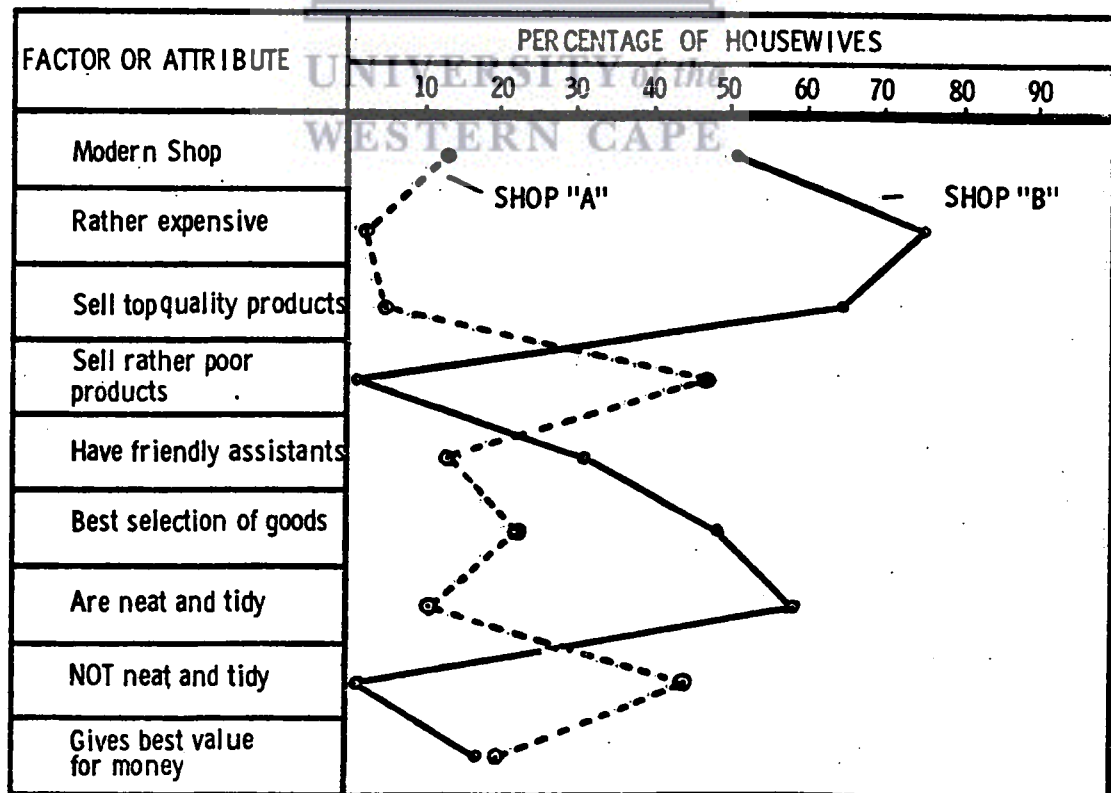 PERCENTAGE OF HOUSEWIVES
FACTOR OR ATTRIBUTE
UNIVERSITY of the
10 20 30 40 50 60 70 80 90
WESTERN CAPE
Modern Shop
SHOP "A"
SHOP "B"
Rather expensive
Sell top quality products
Sell rather poor
products
Have friendly assistants
Best selection of goods
Are neat and tidy
NOT neat and tidy
Gives best value
for money